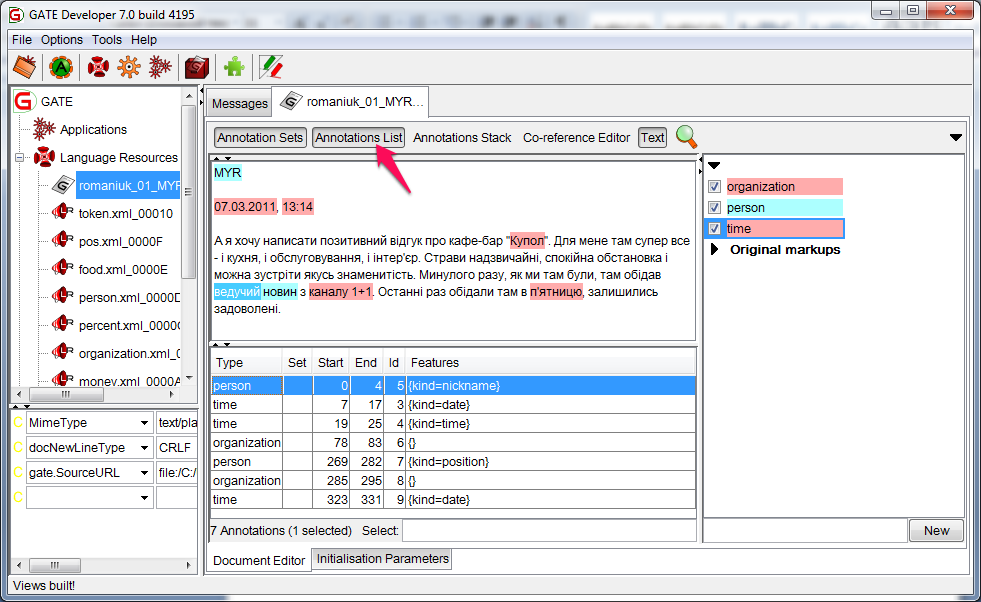 GATE Developer 7.0 build 4195
File Options Tools Help
GATE
Applications
Language Resources
romaniuk_01_MYR
token.xml_00010
pos.xml_0000F
food.xml_0000E
person.xml_0000D
percent.xml_0000C
organization.xml_0
money.xml_0000A
C MimeType text/pla
C docNewLineType CRLF
C gate.SourceURL file:/C:/
C
Messages romaniuk_01_MYR...
Annotation Sets Annotations List Annotations Stack Co-reference Editor Text
MYR
07.03.2011, 13:14
А я хочу написати позитивний відгук про кафе-бар "Купол". Для мене там супер все
- і кухня, і обслуговування, і інтер'єр. Страви надзвичайні, спокійна обстановка і
можна зустріти якусь знаменитість. Минулого разу, як ми там були, там обідав
ведучий новин з каналу 1+1. Останні раз обідали там в п'ятницю, залишились
задоволені.
organization
person
time
Original markups
Type Set Start End Id Features
person 0 4 5 {kind=nickname}
time 7 17 3 {kind=date}
time 19 25 4 {kind=time}
organization 78 83 6 {}
person 269 282 7 {kind=position}
organization 285 295 8 {}
time 323 331 9 {kind=date}
7 Annotations (1 selected) Select:
New
Document Editor Initialisation Parameters
Views built!